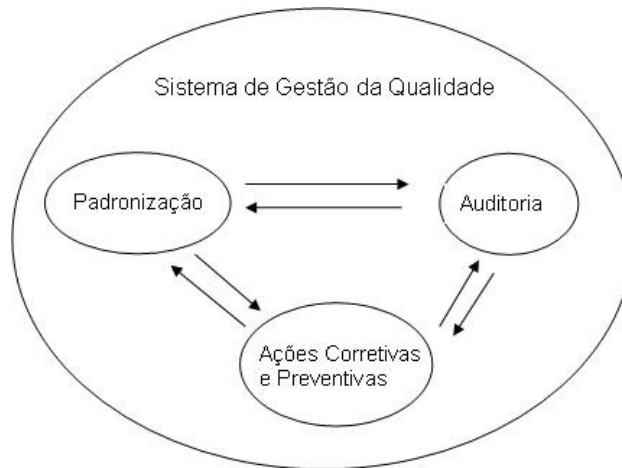 Sistema de Gestão da Qualidade
Padronização
Auditoria
Ações Corretivas
e Preventivas